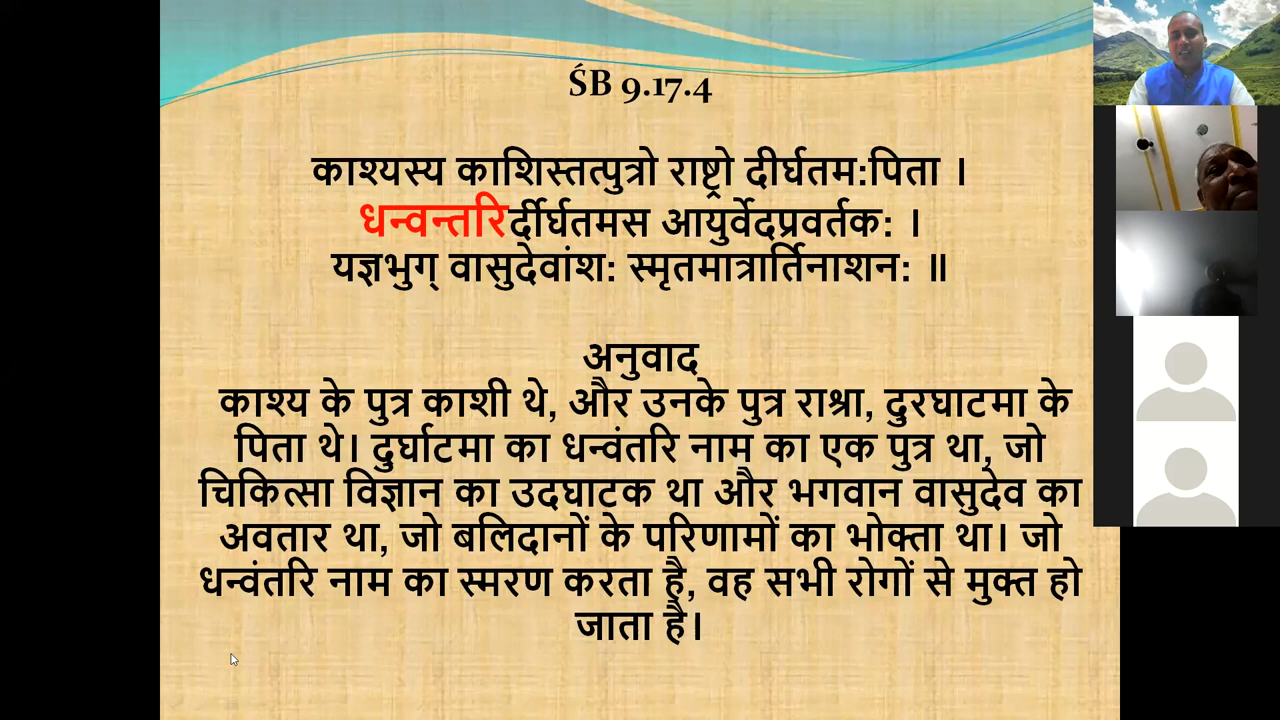 ŚB 9.17.4
काश्यस्य काशिस्तत्पुत्रो राष्ट्रो दीर्घतम:पिता ।
धन्वन्तरिर्दीर्घतमस आयुर्वेदप्रवर्तक: ।
यज्ञभुग् वासुदेवांश: स्मृतमात्रार्तिनाशन: ॥
अनुवाद
काश्य के पुत्र काशी थे, और उनके पुत्र राश्रा, दुरघाटमा के
पिता थे। दुर्घाटमा का धन्वंतरि नाम का एक पुत्र था, जो
चिकित्सा विज्ञान का उदघाटक था और भगवान वासुदेव का
अवतार था, जो बलिदानों के परिणामों का भोक्ता था। जो
धन्वंतरि नाम का स्मरण करता है, वह सभी रोगों से मुक्त हो
जाता है।